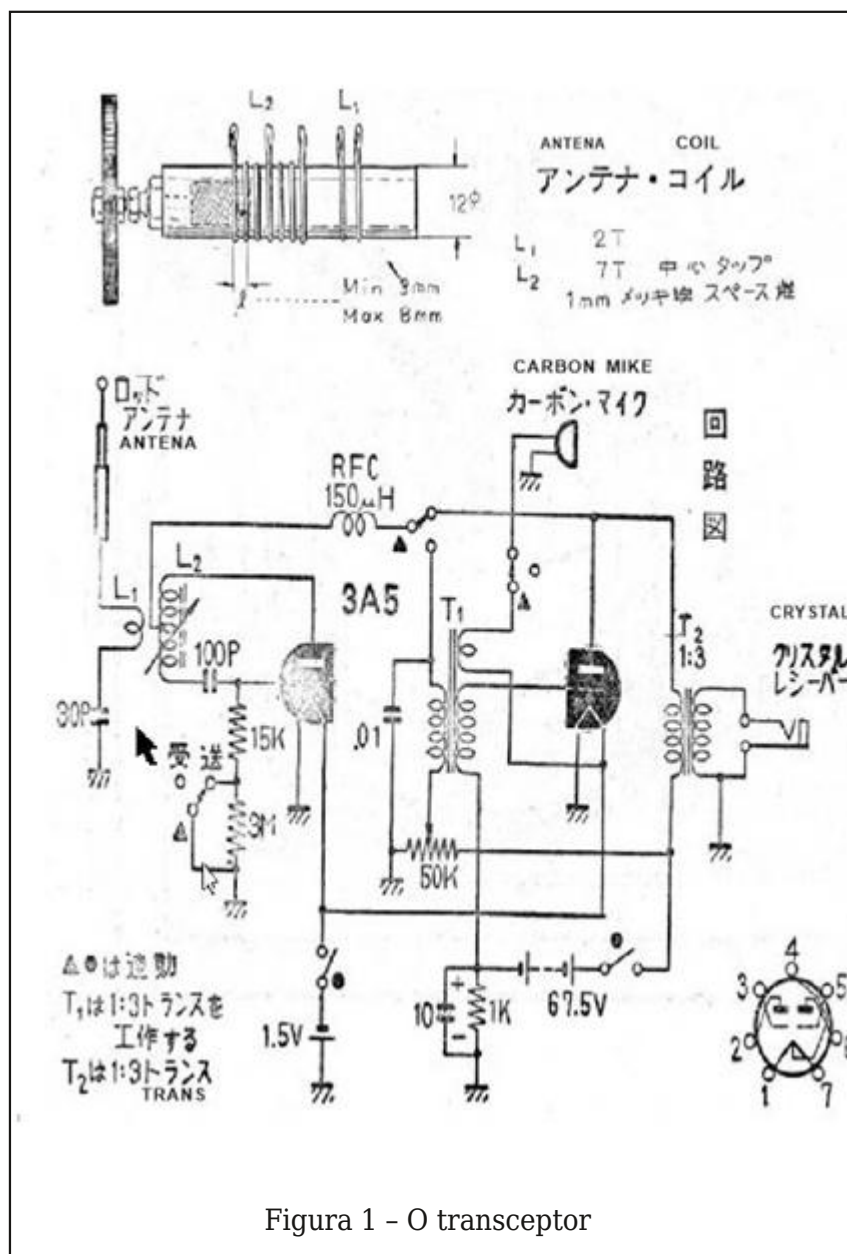 L₂ L₁
12φ
Min 3mm
Max 8mm
ANTENA COIL
アンテナ・コイル
L₁ 2T
L₂ 7T 中心タップ
1mm メッキ線 スペース
ロッド
アンテナ
ANTENA
CARBON MIKE
カーボン・マイク
回
路
図
RFC
150μH
L₁
L₂
3A5
T₁
T₂
1:3
CRYSTAL
クリスタル
レシーバー
100P
30P
15K
.01
受 送
3M
50K
1.5V
10
1K
67.5V
は連動
T₁は1:3トランスを
工作する
T₂は1:3トランス
TRANS
1
2
3
4
5
6
7
Figura 1 – O transceptor